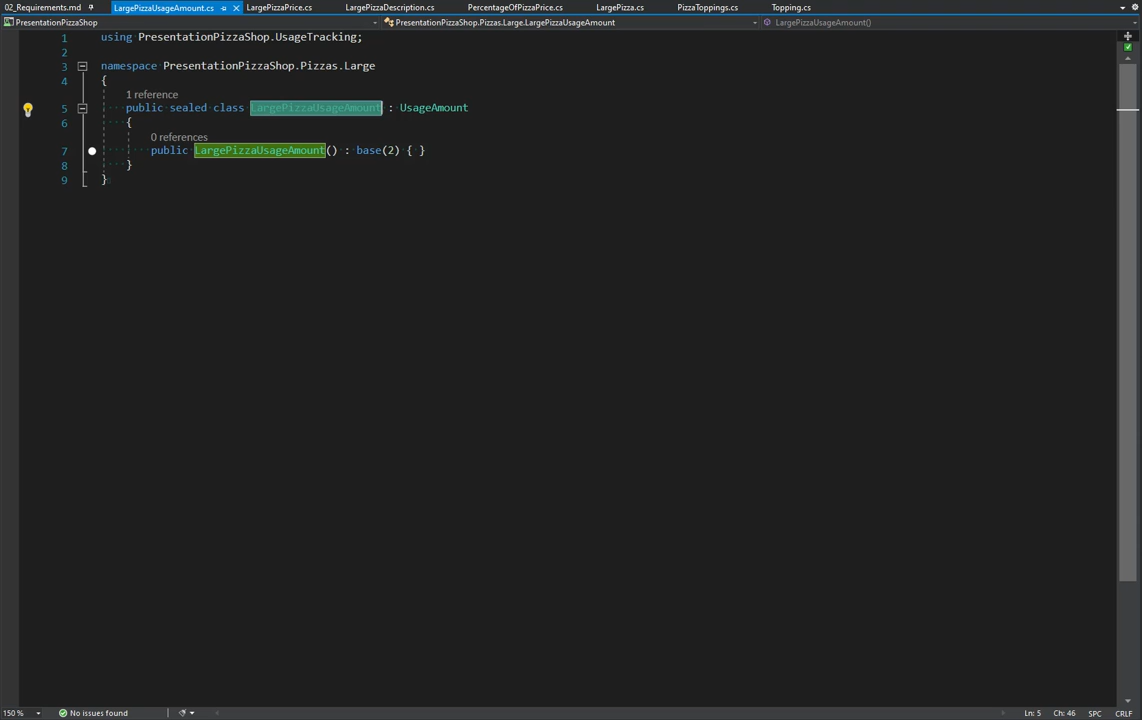 02_Requirements.md LargePizzaUsageAmount.cs LargePizzaPrice.cs LargePizzaDescription.cs PercentageOfPizzaPrice.cs LargePizza.cs PizzaToppings.cs Topping.cs
PresentationPizzaShop PresentationPizzaShop.Pizzas.Large.LargePizzaUsageAmount LargePizzaUsageAmount()
1 using PresentationPizzaShop.UsageTracking;
2
3 namespace PresentationPizzaShop.Pizzas.Large
4 {
1 reference
5 public sealed class LargePizzaUsageAmount : UsageAmount
6 {
0 references
7 public LargePizzaUsageAmount() : base(2) { }
8 }
9 }
150 % No issues found Ln: 5 Ch: 46 SPC CRLF